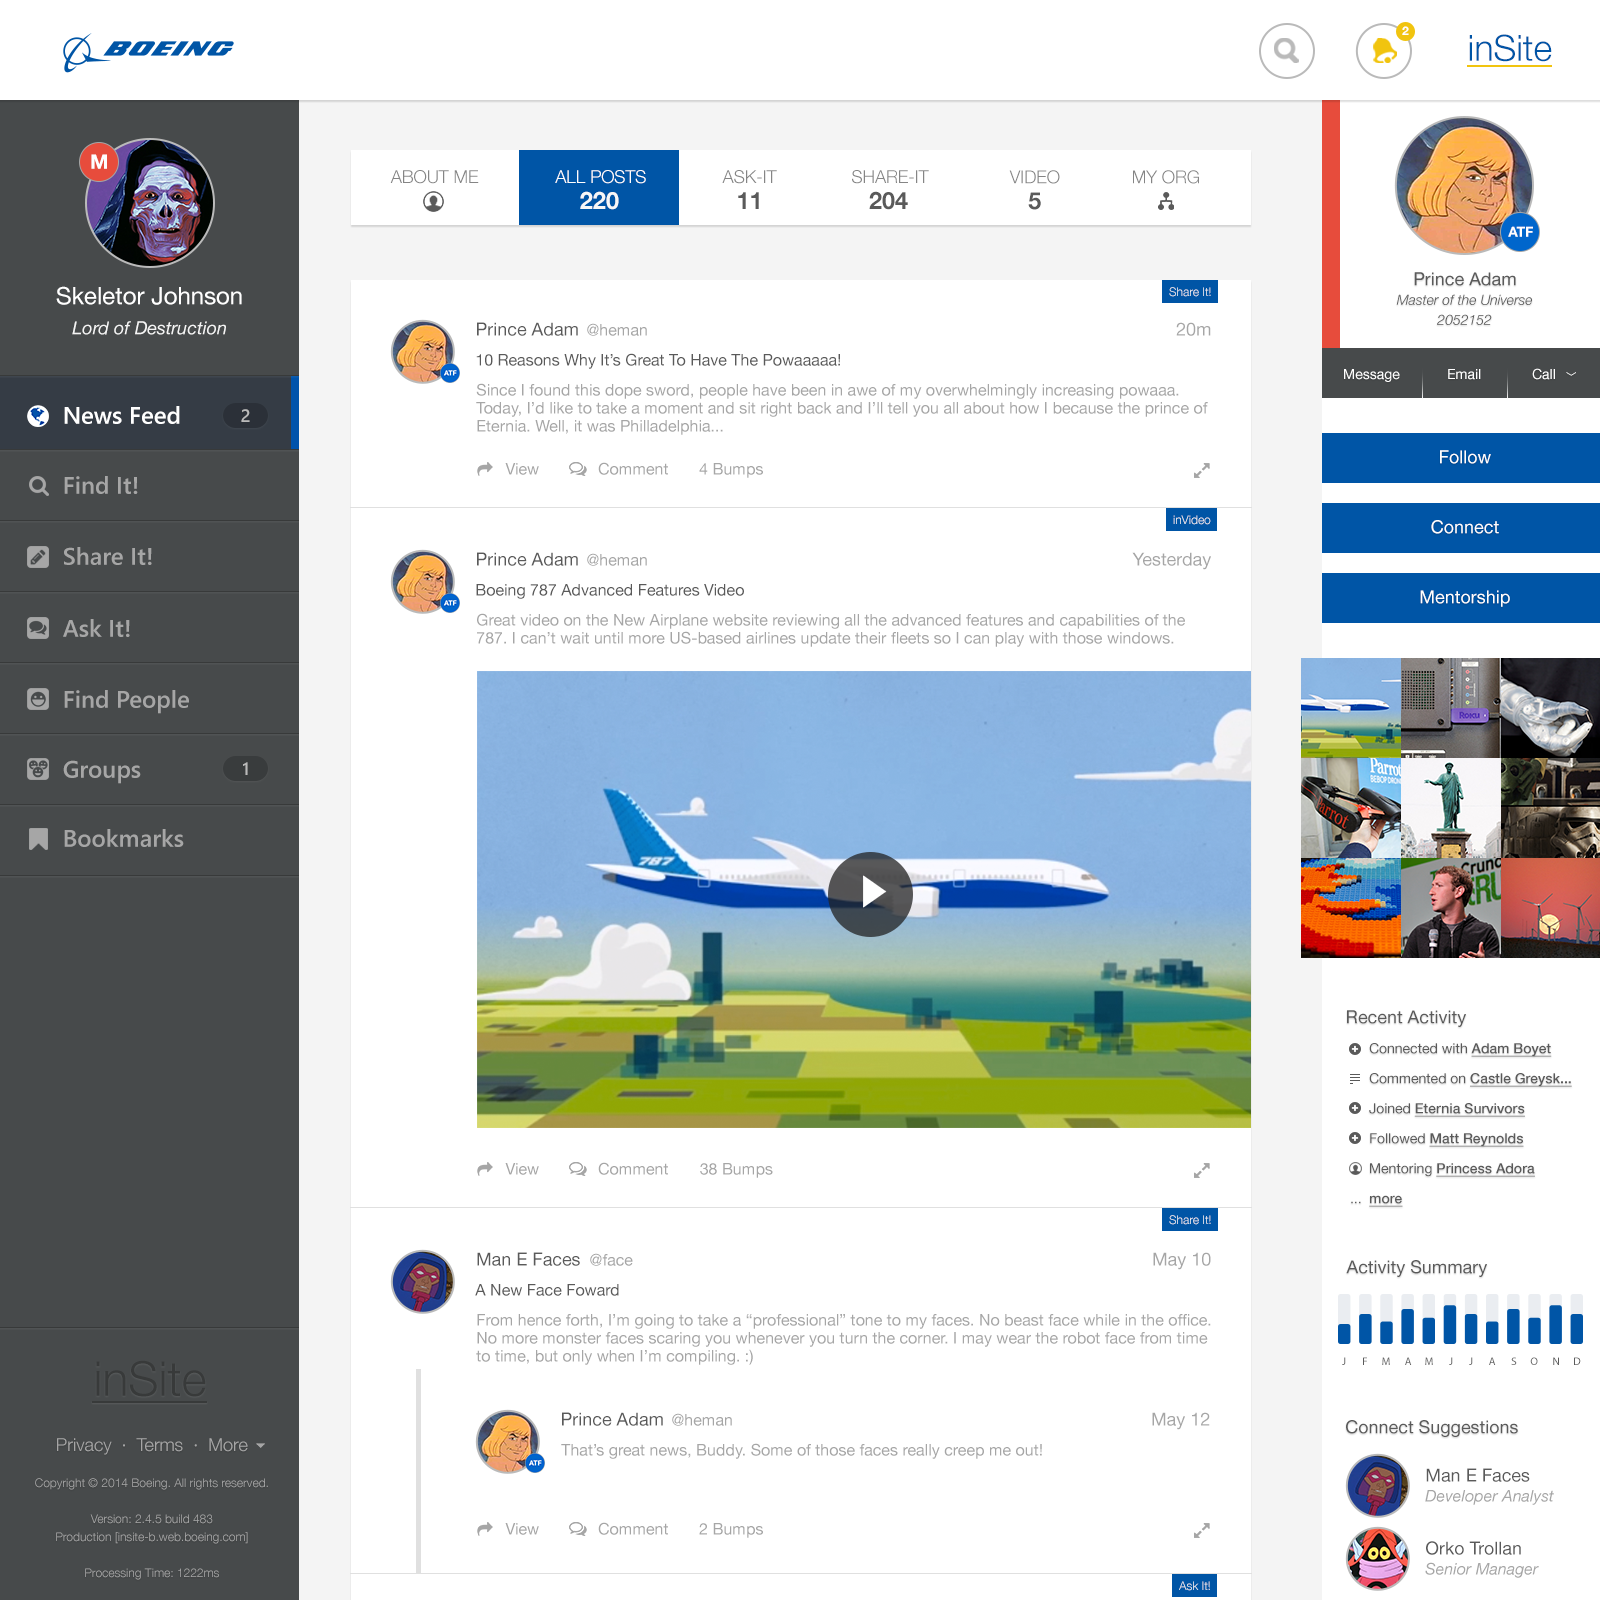 BOEING
2
inSite
M
Skeletor Johnson
Lord of Destruction
News Feed 2
Find It!
Share It!
Ask It!
Find People
Groups 1
Bookmarks
inSite
Privacy · Terms · More
Copyright © 2014 Boeing. All rights reserved.
Version: 2.4.5 build 483
Production [insite-b.web.boeing.com]
Processing Time: 1222ms
ABOUT ME ALL POSTS ASK-IT SHARE-IT VIDEO MY ORG
220 11 204 5
Share It!
Prince Adam @heman 20m
ATF
10 Reasons Why It's Great To Have The Powaaaaa!
Since I found this dope sword, people have been in awe of my overwhelmingly increasing powaaa.
Today, I'd like to take a moment and sit right back and I'll tell you all about how I because the prince of
Eternia. Well, it was Philladelphia...
View Comment 4 Bumps
inVideo
Prince Adam @heman Yesterday
ATF
Boeing 787 Advanced Features Video
Great video on the New Airplane website reviewing all the advanced features and capabilities of the
787. I can't wait until more US-based airlines update their fleets so I can play with those windows.
787
View Comment 38 Bumps
Share It!
Man E Faces @face May 10
A New Face Foward
From hence forth, I'm going to take a “professional” tone to my faces. No beast face while in the office.
No more monster faces scaring you whenever you turn the corner. I may wear the robot face from time
to time, but only when I'm compiling. :)
Prince Adam @heman May 12
ATF
That's great news, Buddy. Some of those faces really creep me out!
View Comment 2 Bumps
Ask It!
ATF
Prince Adam
Master of the Universe
2052152
Message Email Call
Follow
Connect
Mentorship
Roku
Parrot
BEBOP DRONE
Parrot
Crunc
CRU
Recent Activity
Connected with Adam Boyet
Commented on Castle Greysk...
Joined Eternia Survivors
Followed Matt Reynolds
Mentoring Princess Adora
... more
Activity Summary
J F M A M J J A S O N D
Connect Suggestions
Man E Faces
Developer Analyst
Orko Trollan
Senior Manager